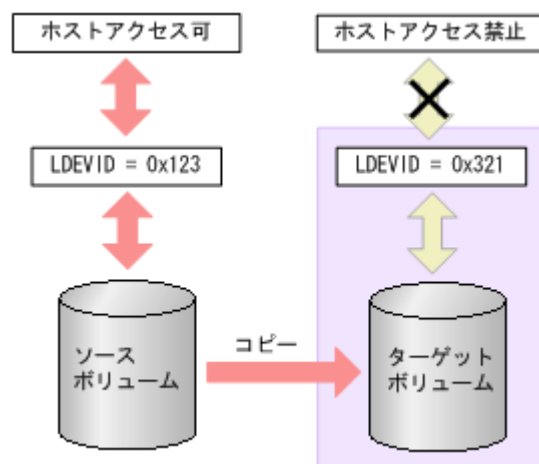 ホストアクセス可
ホストアクセス禁止
LDEVID = 0x123
LDEVID = 0x321
ソース
ボリューム
コピー
ターゲット
ボリューム